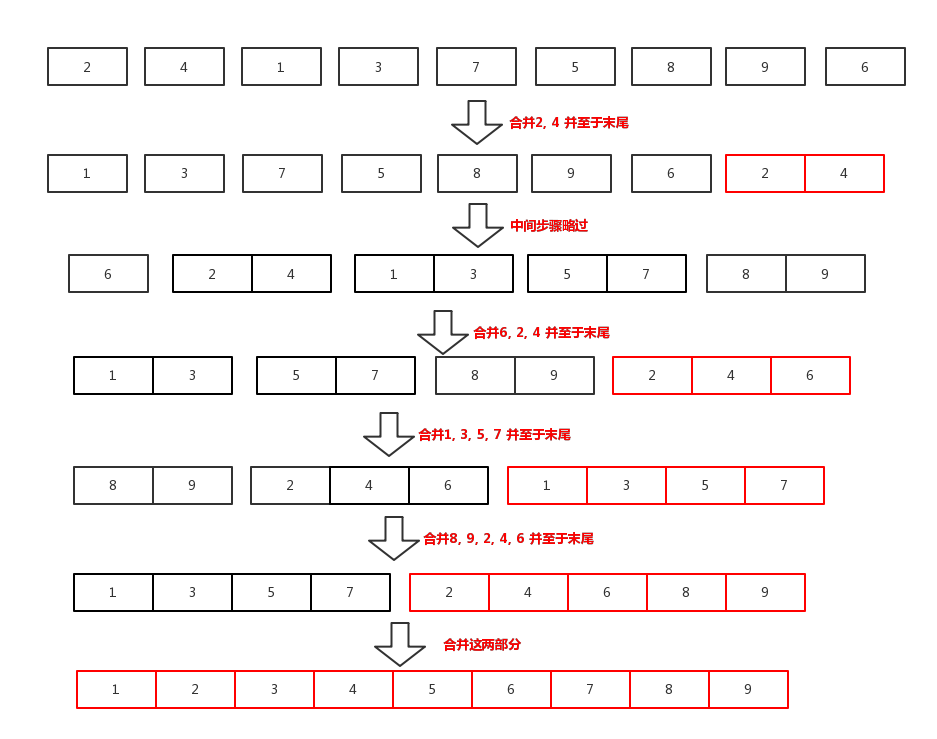 2 4 1 3 7 5 8 9 6
合并2, 4 并至于末尾
1 3 7 5 8 9 6 2 4
中间步骤略过
6 2 4 1 3 5 7 8 9
合并6, 2, 4 并至于末尾
1 3 5 7 8 9 2 4 6
合并1, 3, 5, 7 并至于末尾
8 9 2 4 6 1 3 5 7
合并8, 9, 2, 4, 6 并至于末尾
1 3 5 7 2 4 6 8 9
合并这两部分
1 2 3 4 5 6 7 8 9